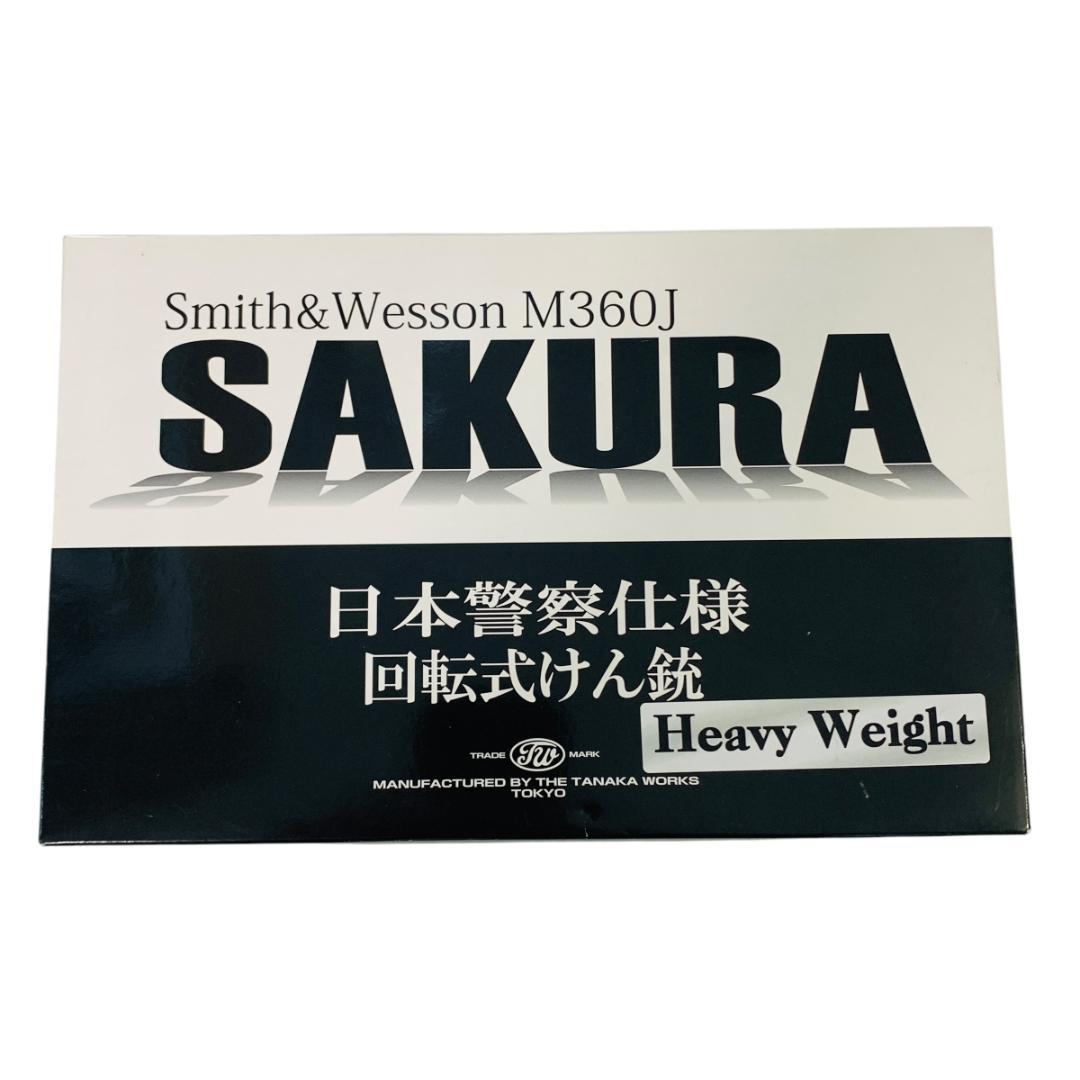 Smith&Wesson M360J
SAKURA
日本警察仕様
回転式けん銃
Heavy Weight
TRADE TW MARK
MANUFACTURED BY THE TANAKA WORKS
TOKYO